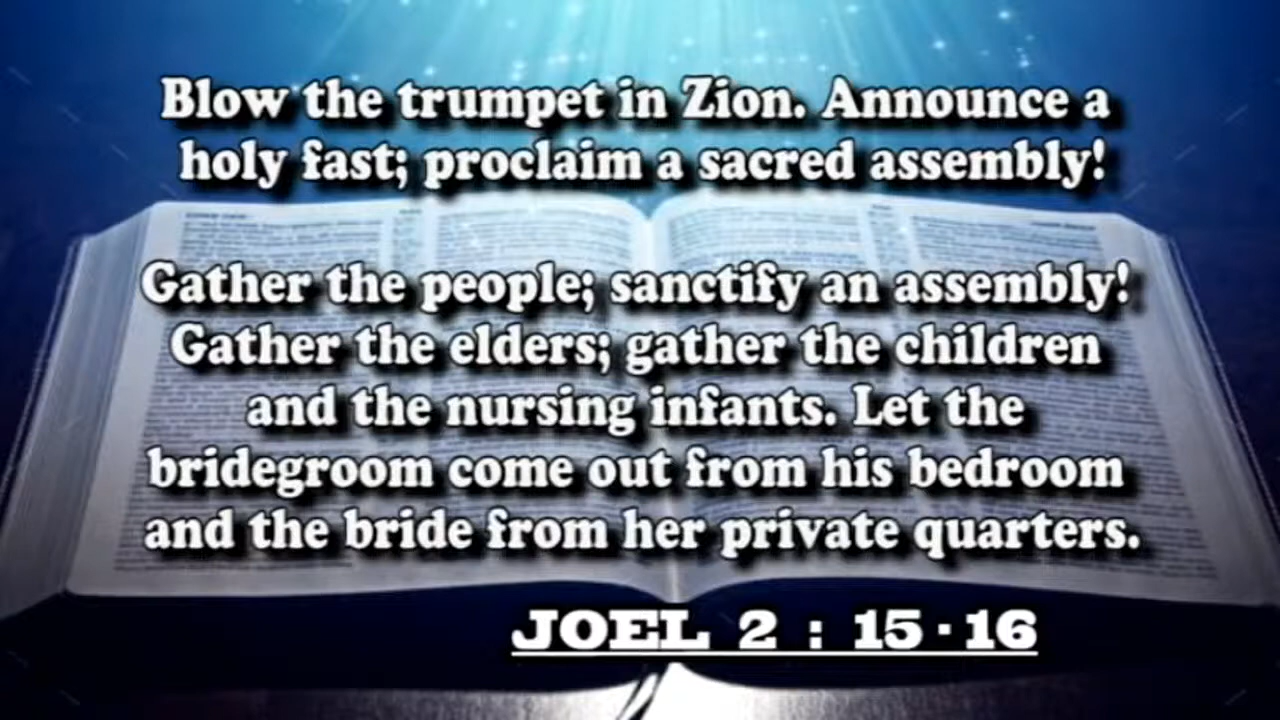 Blow the trumpet in Zion. Announce a
holy fast; proclaim a sacred assembly!
Gather the people; sanctify an assembly!
Gather the elders; gather the children
and the nursing infants. Let the
bridegroom come out from his bedroom
and the bride from her private quarters.
JOEL 2 : 15-16